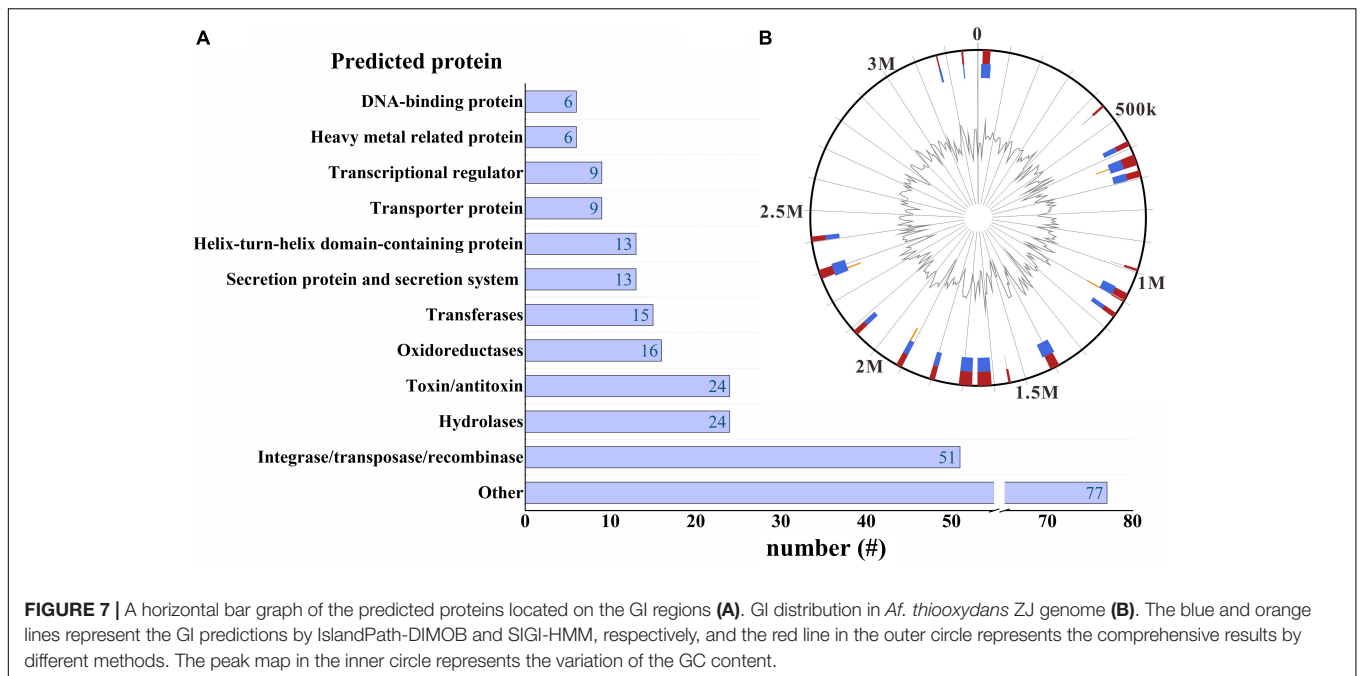 A
Predicted protein
DNA-binding protein 6
Heavy metal related protein 6
Transcriptional regulator 9
Transporter protein 9
Helix-turn-helix domain-containing protein 13
Secretion protein and secretion system 13
Transferases 15
Oxidoreductases 16
Toxin/antitoxin 24
Hydrolases 24
Integrase/transposase/recombinase 51
Other 77
0 10 20 30 40 50 70 80
number (#)
B
0
500k
1M
1.5M
2M
2.5M
3M
FIGURE 7 | A horizontal bar graph of the predicted proteins located on the GI regions (A). GI distribution in Af. thiooxydans ZJ genome (B). The blue and orange
lines represent the GI predictions by IslandPath-DIMOB and SIGI-HMM, respectively, and the red line in the outer circle represents the comprehensive results by
different methods. The peak map in the inner circle represents the variation of the GC content.